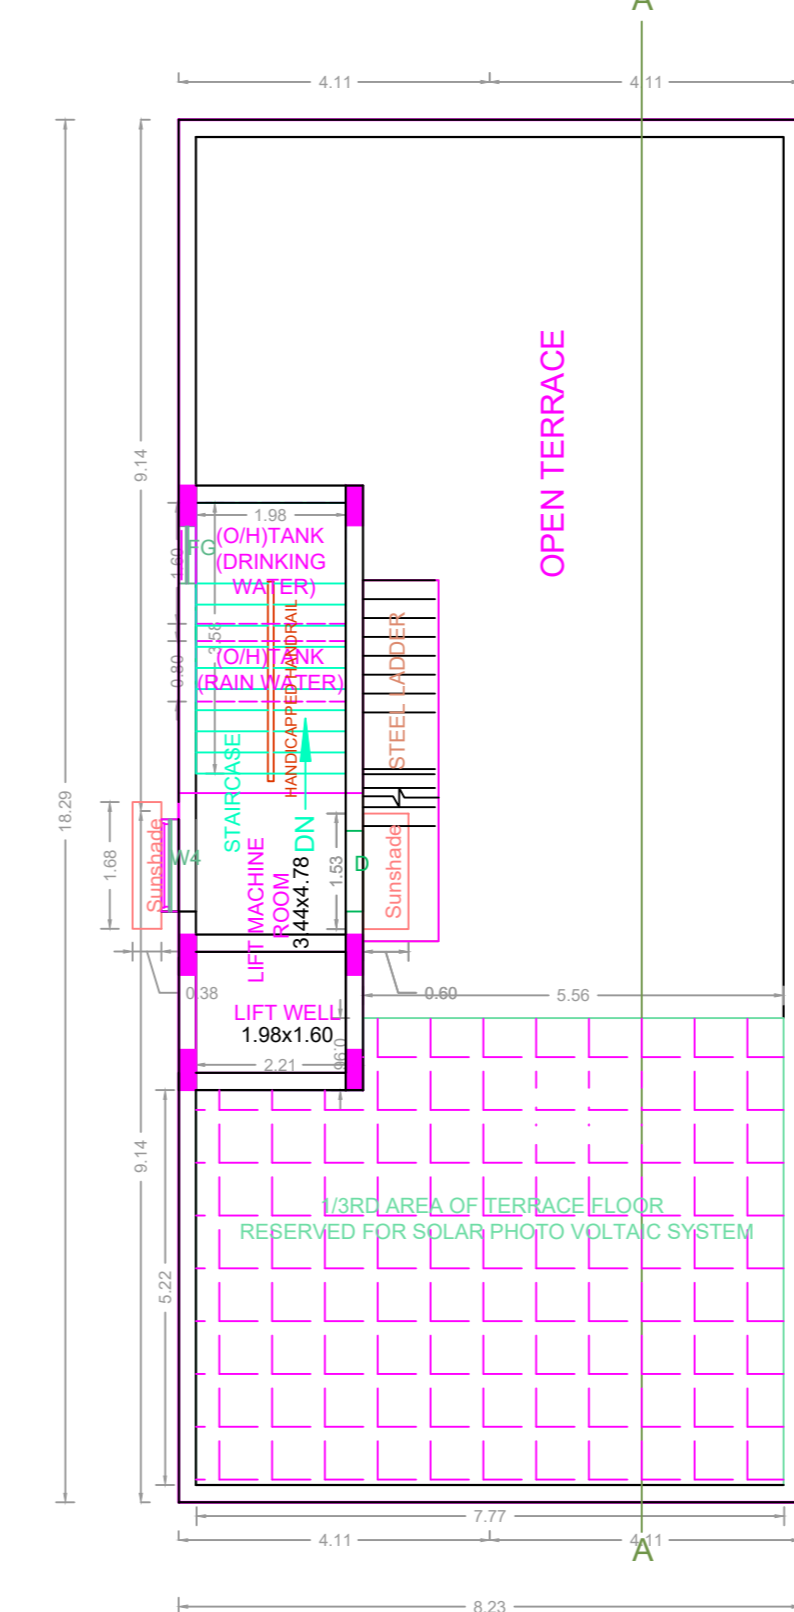 A
4.11
4.11
18.29
9.14
OPEN TERRACE
1.98
1.60
FG
(O/H)TANK
(DRINKING
WATER)
3.58
0.80
(O/H)TANK
(RAIN WATER)
HANDICAPPED HANDRAIL
STEEL LADDER
STAIRCASE
DN
1.68
Sunshade
W4
LIFT MACHINE
ROOM
3.44x4.78
1.53
D
Sunshade
0.38
0.60
5.56
LIFT WELL
1.98x1.60
2.21
0.96
9.14
5.22
1/3RD AREA OF TERRACE FLOOR
RESERVED FOR SOLAR PHOTO VOLTAIC SYSTEM
7.77
4.11
4.11
A
8.23